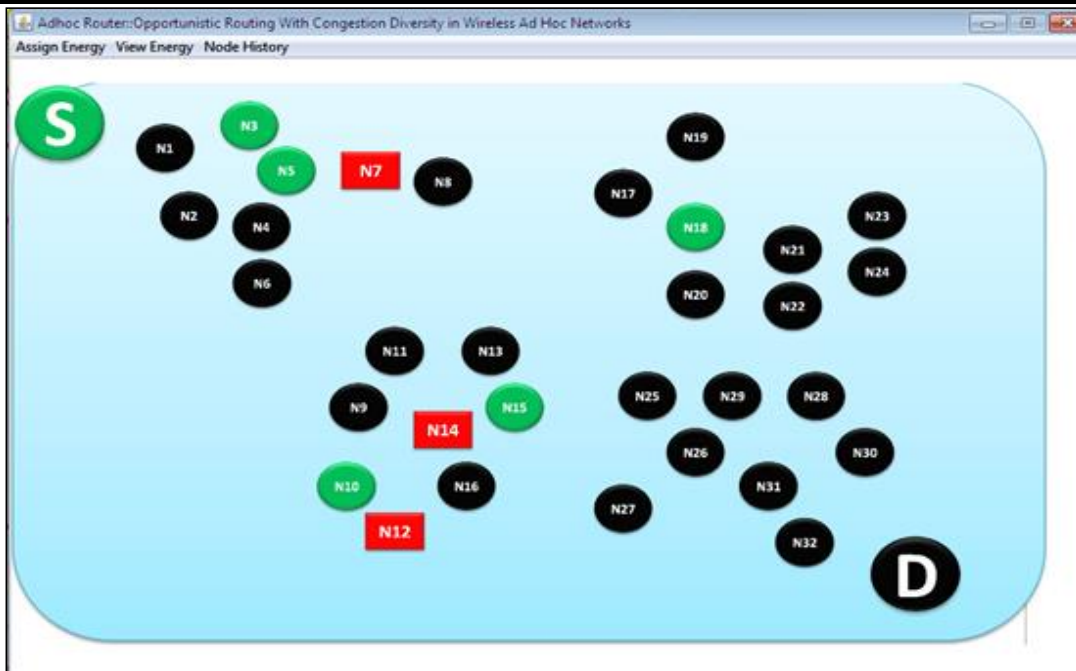 Adhoc Router::Opportunistic Routing With Congestion Diversity in Wireless Ad Hoc Networks
Assign Energy View Energy Node History
S
N1
N3
N5
N7
N8
N2
N4
N6
N19
N17
N18
N23
N21
N24
N20
N22
N11
N13
N9
N15
N14
N10
N16
N12
N25
N29
N28
N26
N30
N31
N27
N32
D